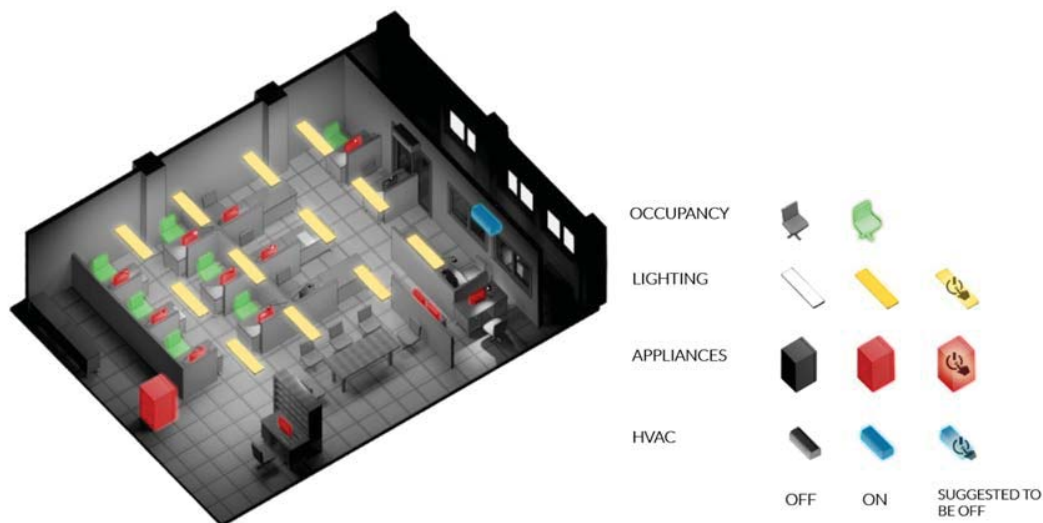 OCCUPANCY
LIGHTING
APPLIANCES
HVAC
OFF
ON
SUGGESTED TO
BE OFF